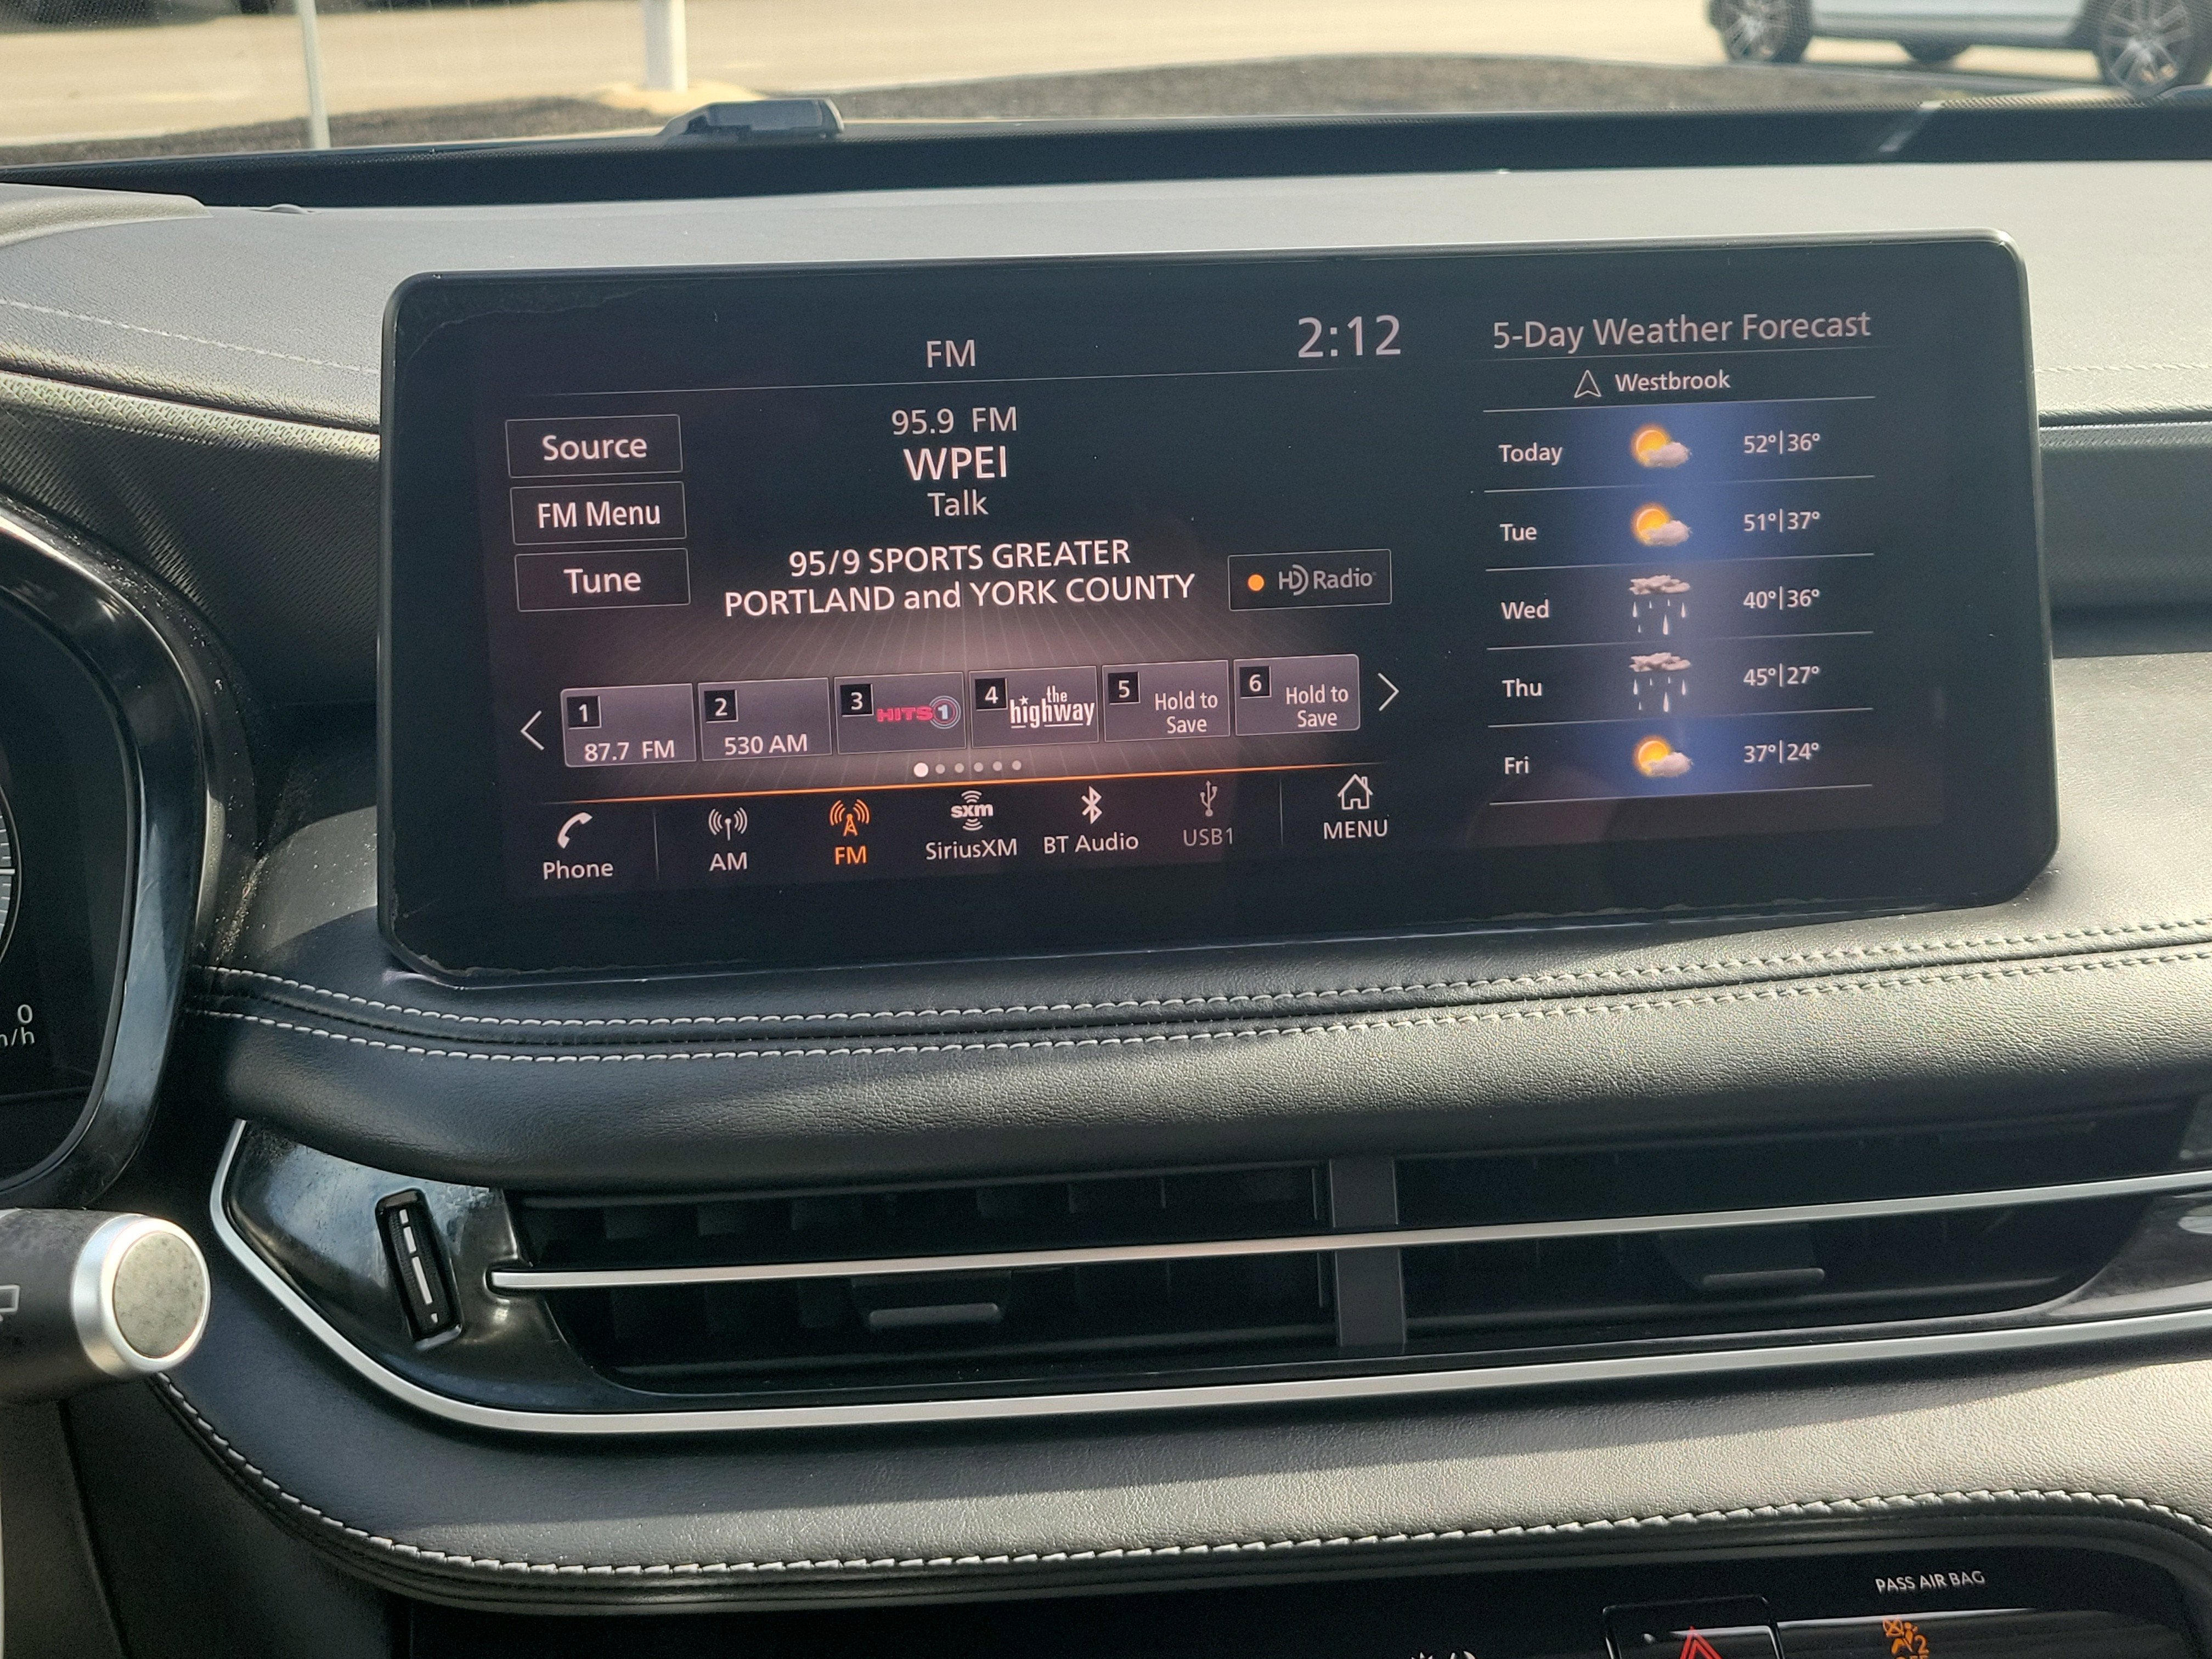 FM
2:12
Source
FM Menu
Tune
95.9 FM
WPEI
Talk
95/9 SPORTS GREATER
PORTLAND and YORK COUNTY
HD Radio
1
87.7 FM
2
530 AM
3
HITS 1
4
the
highway
5
Hold to
Save
6
Hold to
Save
Phone
AM
FM
sxm
SiriusXM
BT Audio
USB1
MENU
5-Day Weather Forecast
Westbrook
Today 52°|36°
Tue 51°|37°
Wed 40°|36°
Thu 45°|27°
Fri 37°|24°
0
PASS AIR BAG
2